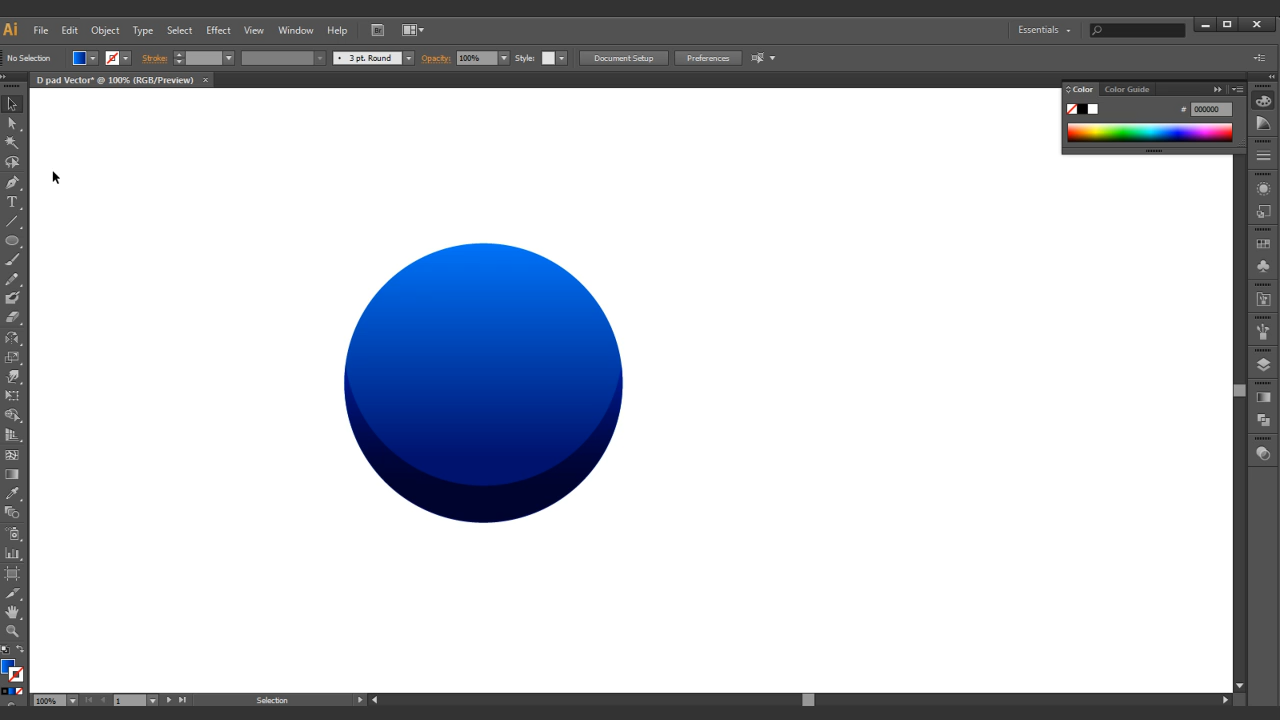 Ai File Edit Object Type Select Effect View Window Help Br Essentials
No Selection Stroke: • 3 pt. Round Opacity: 100% Style: Document Setup Preferences
D pad Vector* @ 100% (RGB/Preview) ×
Color Color Guide
# 000000
T
100% 1 Selection